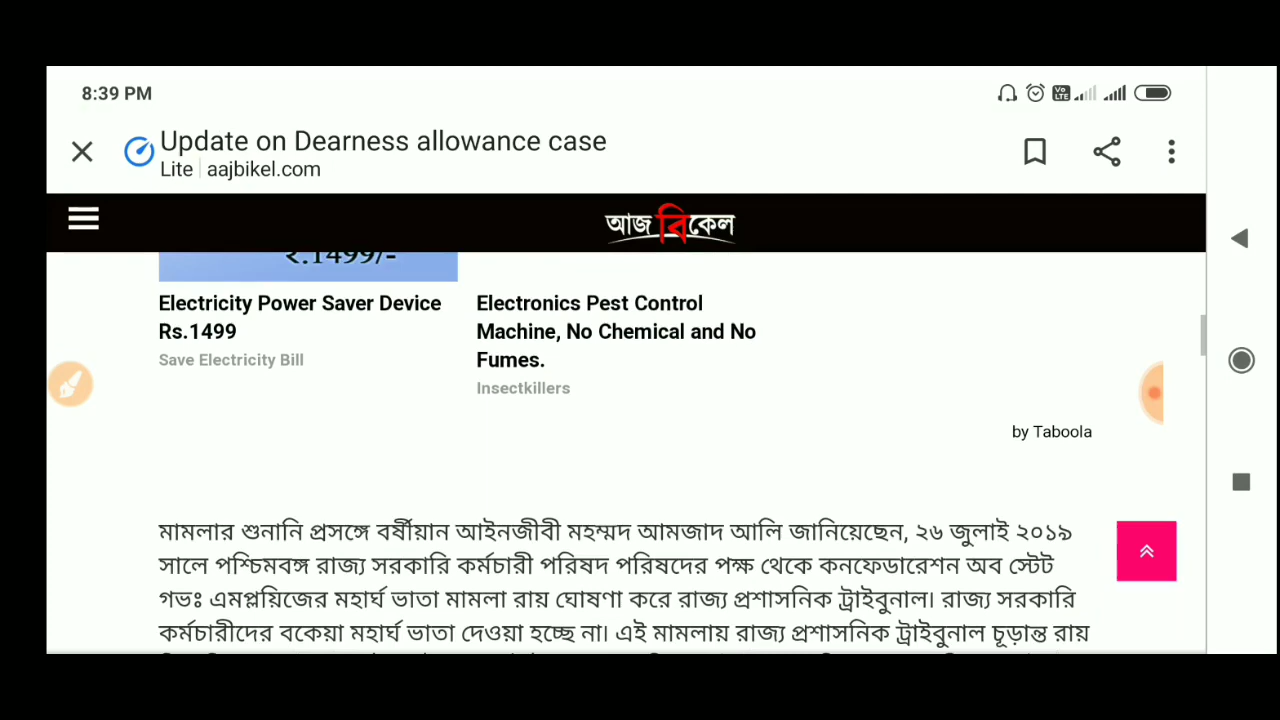 8:39 PM
Vo LTE
Update on Dearness allowance case
Lite aajbikel.com
আজ বিকেল
₹.1499/-
Electricity Power Saver Device
Rs.1499
Save Electricity Bill
Electronics Pest Control
Machine, No Chemical and No
Fumes.
Insectkillers
by Taboola
মামলার শুনানি প্রসঙ্গে বর্ষীয়ান আইনজীবী মহম্মদ আমজাদ আলি জানিয়েছেন, ২৬ জুলাই ২০১৯
সালে পশ্চিমবঙ্গ রাজ্য সরকারি কর্মচারী পরিষদ পরিষদের পক্ষ থেকে কনফেডারেশন অব স্টেট
গভঃ এমপ্লয়িজের মহার্ঘ ভাতা মামলা রায় ঘোষণা করে রাজ্য প্রশাসনিক ট্রাইবুনাল। রাজ্য সরকারি
কর্মচারীদের বকেয়া মহার্ঘ ভাতা দেওয়া হচ্ছে না। এই মামলায় রাজ্য প্রশাসনিক ট্রাইবুনাল চূড়ান্ত রায়